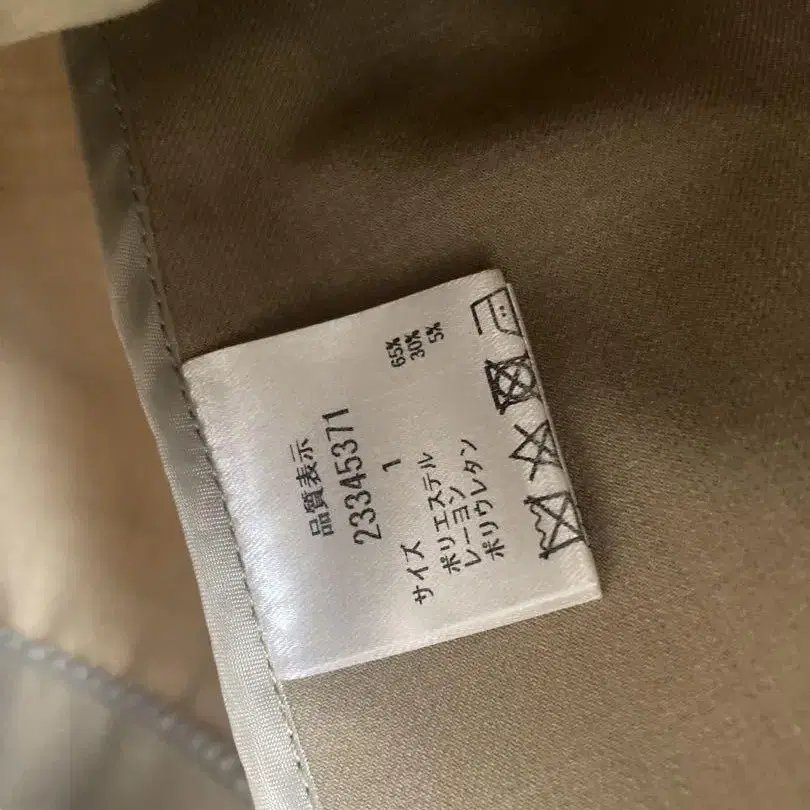 品質表示
23345371
サイズ 1
ポリエステル 65%
レーヨン 30%
ポリウレタン 5%